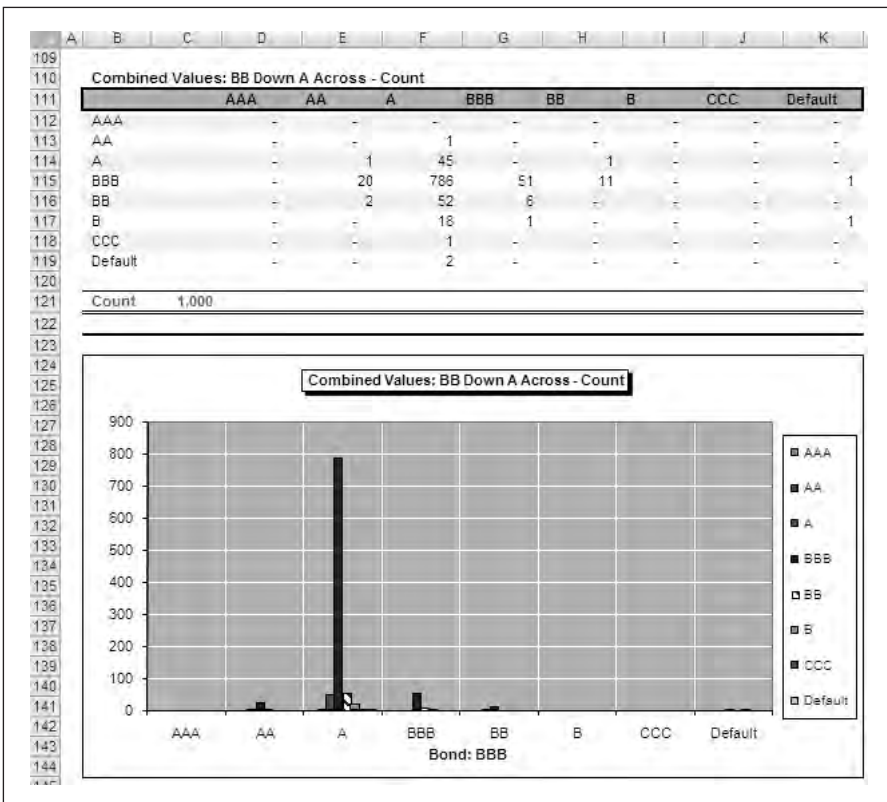 A B C D E F G H I J K
109
110 Combined Values: BB Down A Across - Count
111 AAA AA A BBB BB B CCC Default
112 AAA - - - - - - - -
113 AA - - 1 - - - - -
114 A - 1 45 - 1 - - -
115 BBB - 20 786 51 11 - - 1
116 BB - 2 52 6 - - - -
117 B - - 18 1 - - - 1
118 CCC - - 1 - - - - -
119 Default - - 2 - - - - -
120
121 Count 1,000
122
123
124
125 Combined Values: BB Down A Across - Count
126
127 900
128 800
129
130 700
131
132 600
133 500
134
135 400
136
137 300
138 200
139
140 100
141 0
142 AAA AA A BBB BB B CCC Default
143 Bond: BBB
144
AAA
AA
A
BBB
BB
B
CCC
Default